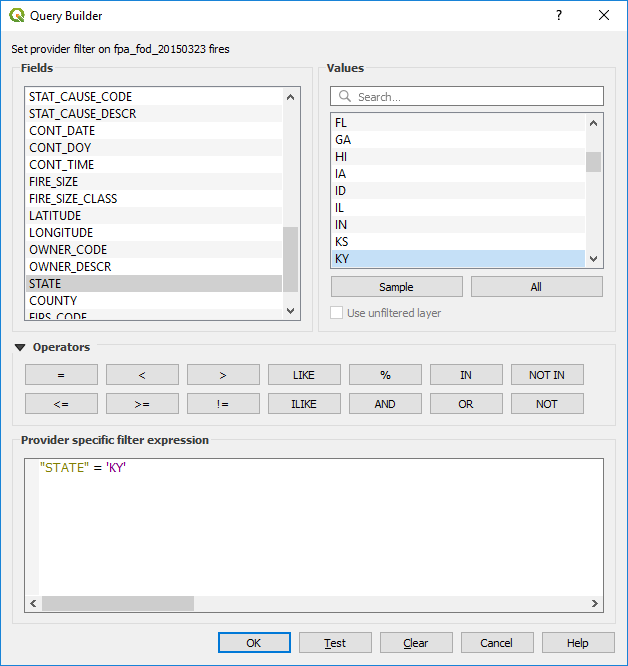 Query Builder
?
Set provider filter on fpa_fod_20150323 fires
Fields
STAT_CAUSE_CODE
STAT_CAUSE_DESCR
CONT_DATE
CONT_DOY
CONT_TIME
FIRE_SIZE
FIRE_SIZE_CLASS
LATITUDE
LONGITUDE
OWNER_CODE
OWNER_DESCR
STATE
COUNTY
FIPS_CODE
Values
Search...
FL
GA
HI
IA
ID
IL
IN
KS
KY
Sample All
Use unfiltered layer
Operators
= < > LIKE % IN NOT IN
<= >= != ILIKE AND OR NOT
Provider specific filter expression
"STATE" = 'KY'
OK Test Clear Cancel Help